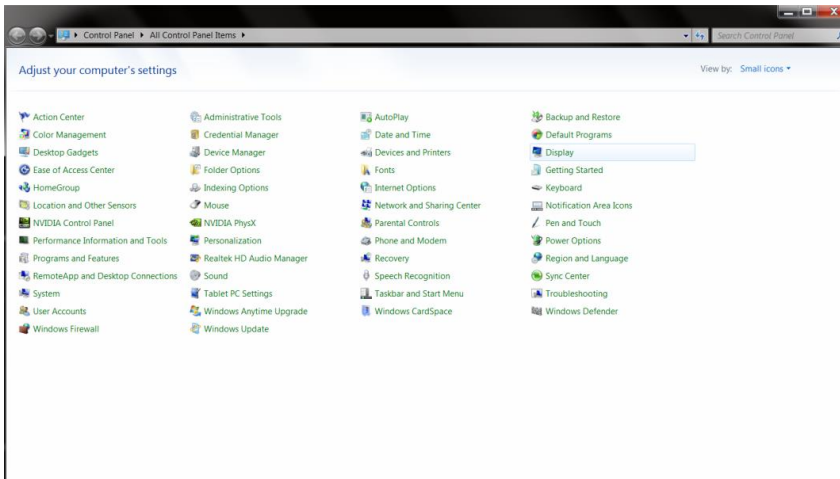 Control Panel All Control Panel Items Search Control Panel
Adjust your computer's settings View by: Small icons
Action Center Administrative Tools AutoPlay Backup and Restore
Color Management Credential Manager Date and Time Default Programs
Desktop Gadgets Device Manager Devices and Printers Display
Ease of Access Center Folder Options Fonts Getting Started
HomeGroup Indexing Options Internet Options Keyboard
Location and Other Sensors Mouse Network and Sharing Center Notification Area Icons
NVIDIA Control Panel NVIDIA PhysX Parental Controls Pen and Touch
Performance Information and Tools Personalization Phone and Modem Power Options
Programs and Features Realtek HD Audio Manager Recovery Region and Language
RemoteApp and Desktop Connections Sound Speech Recognition Sync Center
System Tablet PC Settings Taskbar and Start Menu Troubleshooting
User Accounts Windows Anytime Upgrade Windows CardSpace Windows Defender
Windows Firewall Windows Update